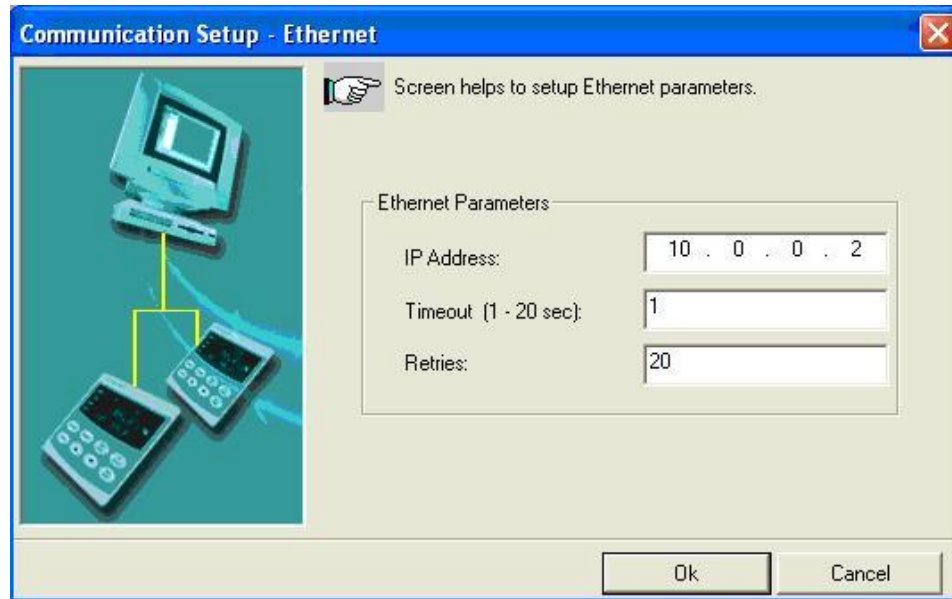 Communication Setup - Ethernet
Screen helps to setup Ethernet parameters.
Ethernet Parameters
IP Address: 10 . 0 . 0 . 2
Timeout (1 - 20 sec): 1
Retries: 20
Ok Cancel